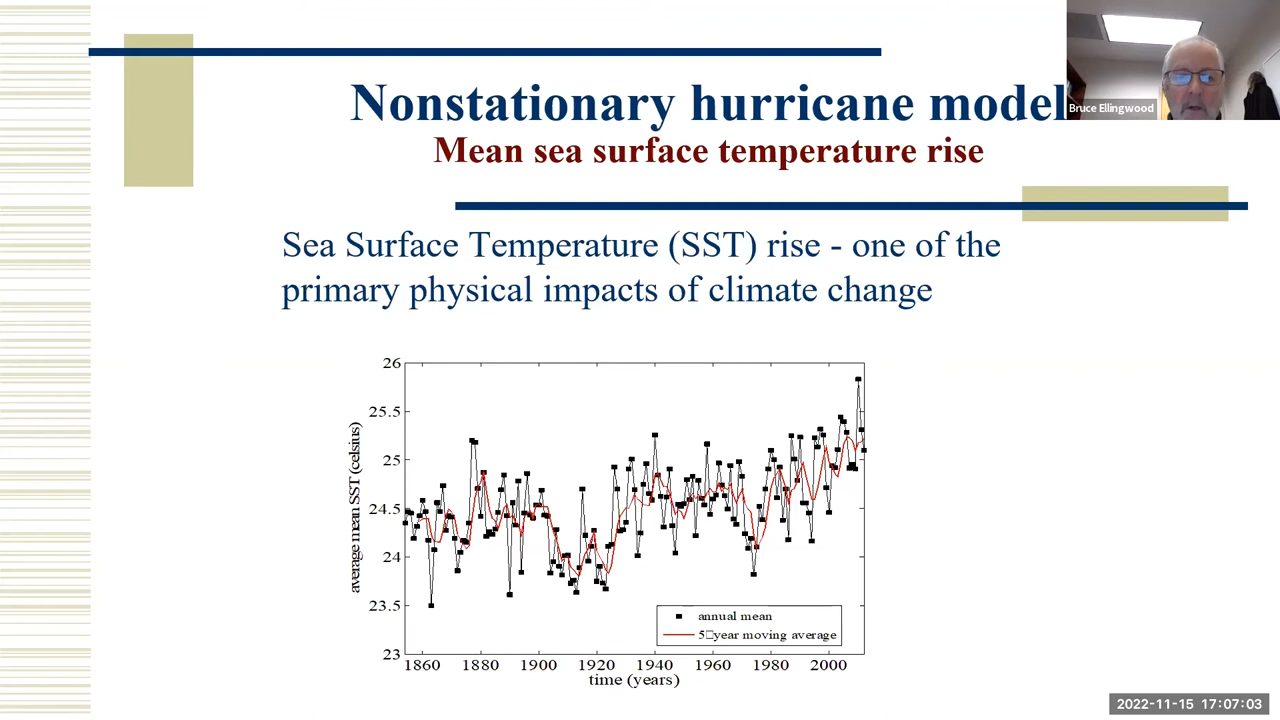 Nonstationary hurricane model
Bruce Ellingwood
Mean sea surface temperature rise
Sea Surface Temperature (SST) rise - one of the
primary physical impacts of climate change
26
25.5
25
24.5
24
23.5
23
average mean SST (celsius)
annual mean
5□year moving average
1860 1880 1900 1920 1940 1960 1980 2000
time (years)
2022-11-15 17:07:03